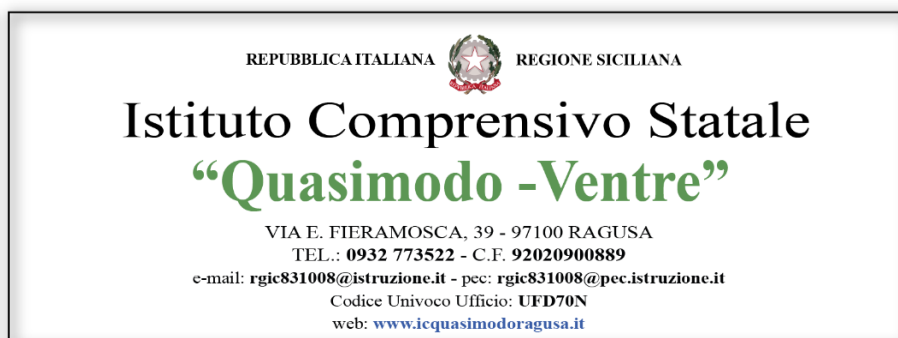 REPUBBLICA ITALIANA REGIONE SICILIANA
Istituto Comprensivo Statale
“Quasimodo -Ventre”
VIA E. FIERAMOSCA, 39 - 97100 RAGUSA
TEL.: 0932 773522 - C.F. 92020900889
e-mail: rgic831008@istruzione.it - pec: rgic831008@pec.istruzione.it
Codice Univoco Ufficio: UFD70N
web: www.icquasimodoragusa.it